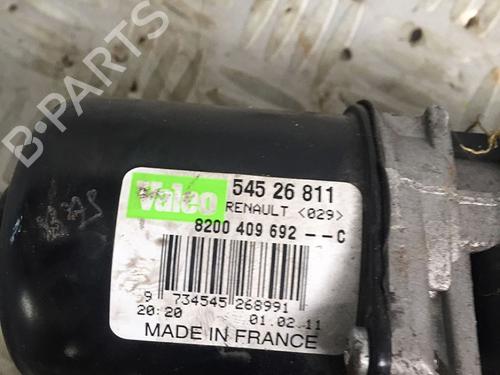 B-PARTS
Valeo
545 26 811
RENAULT <029>
8200 409 692 --C
9 734545 268991
20:20 01.02.11
MADE IN FRANCE